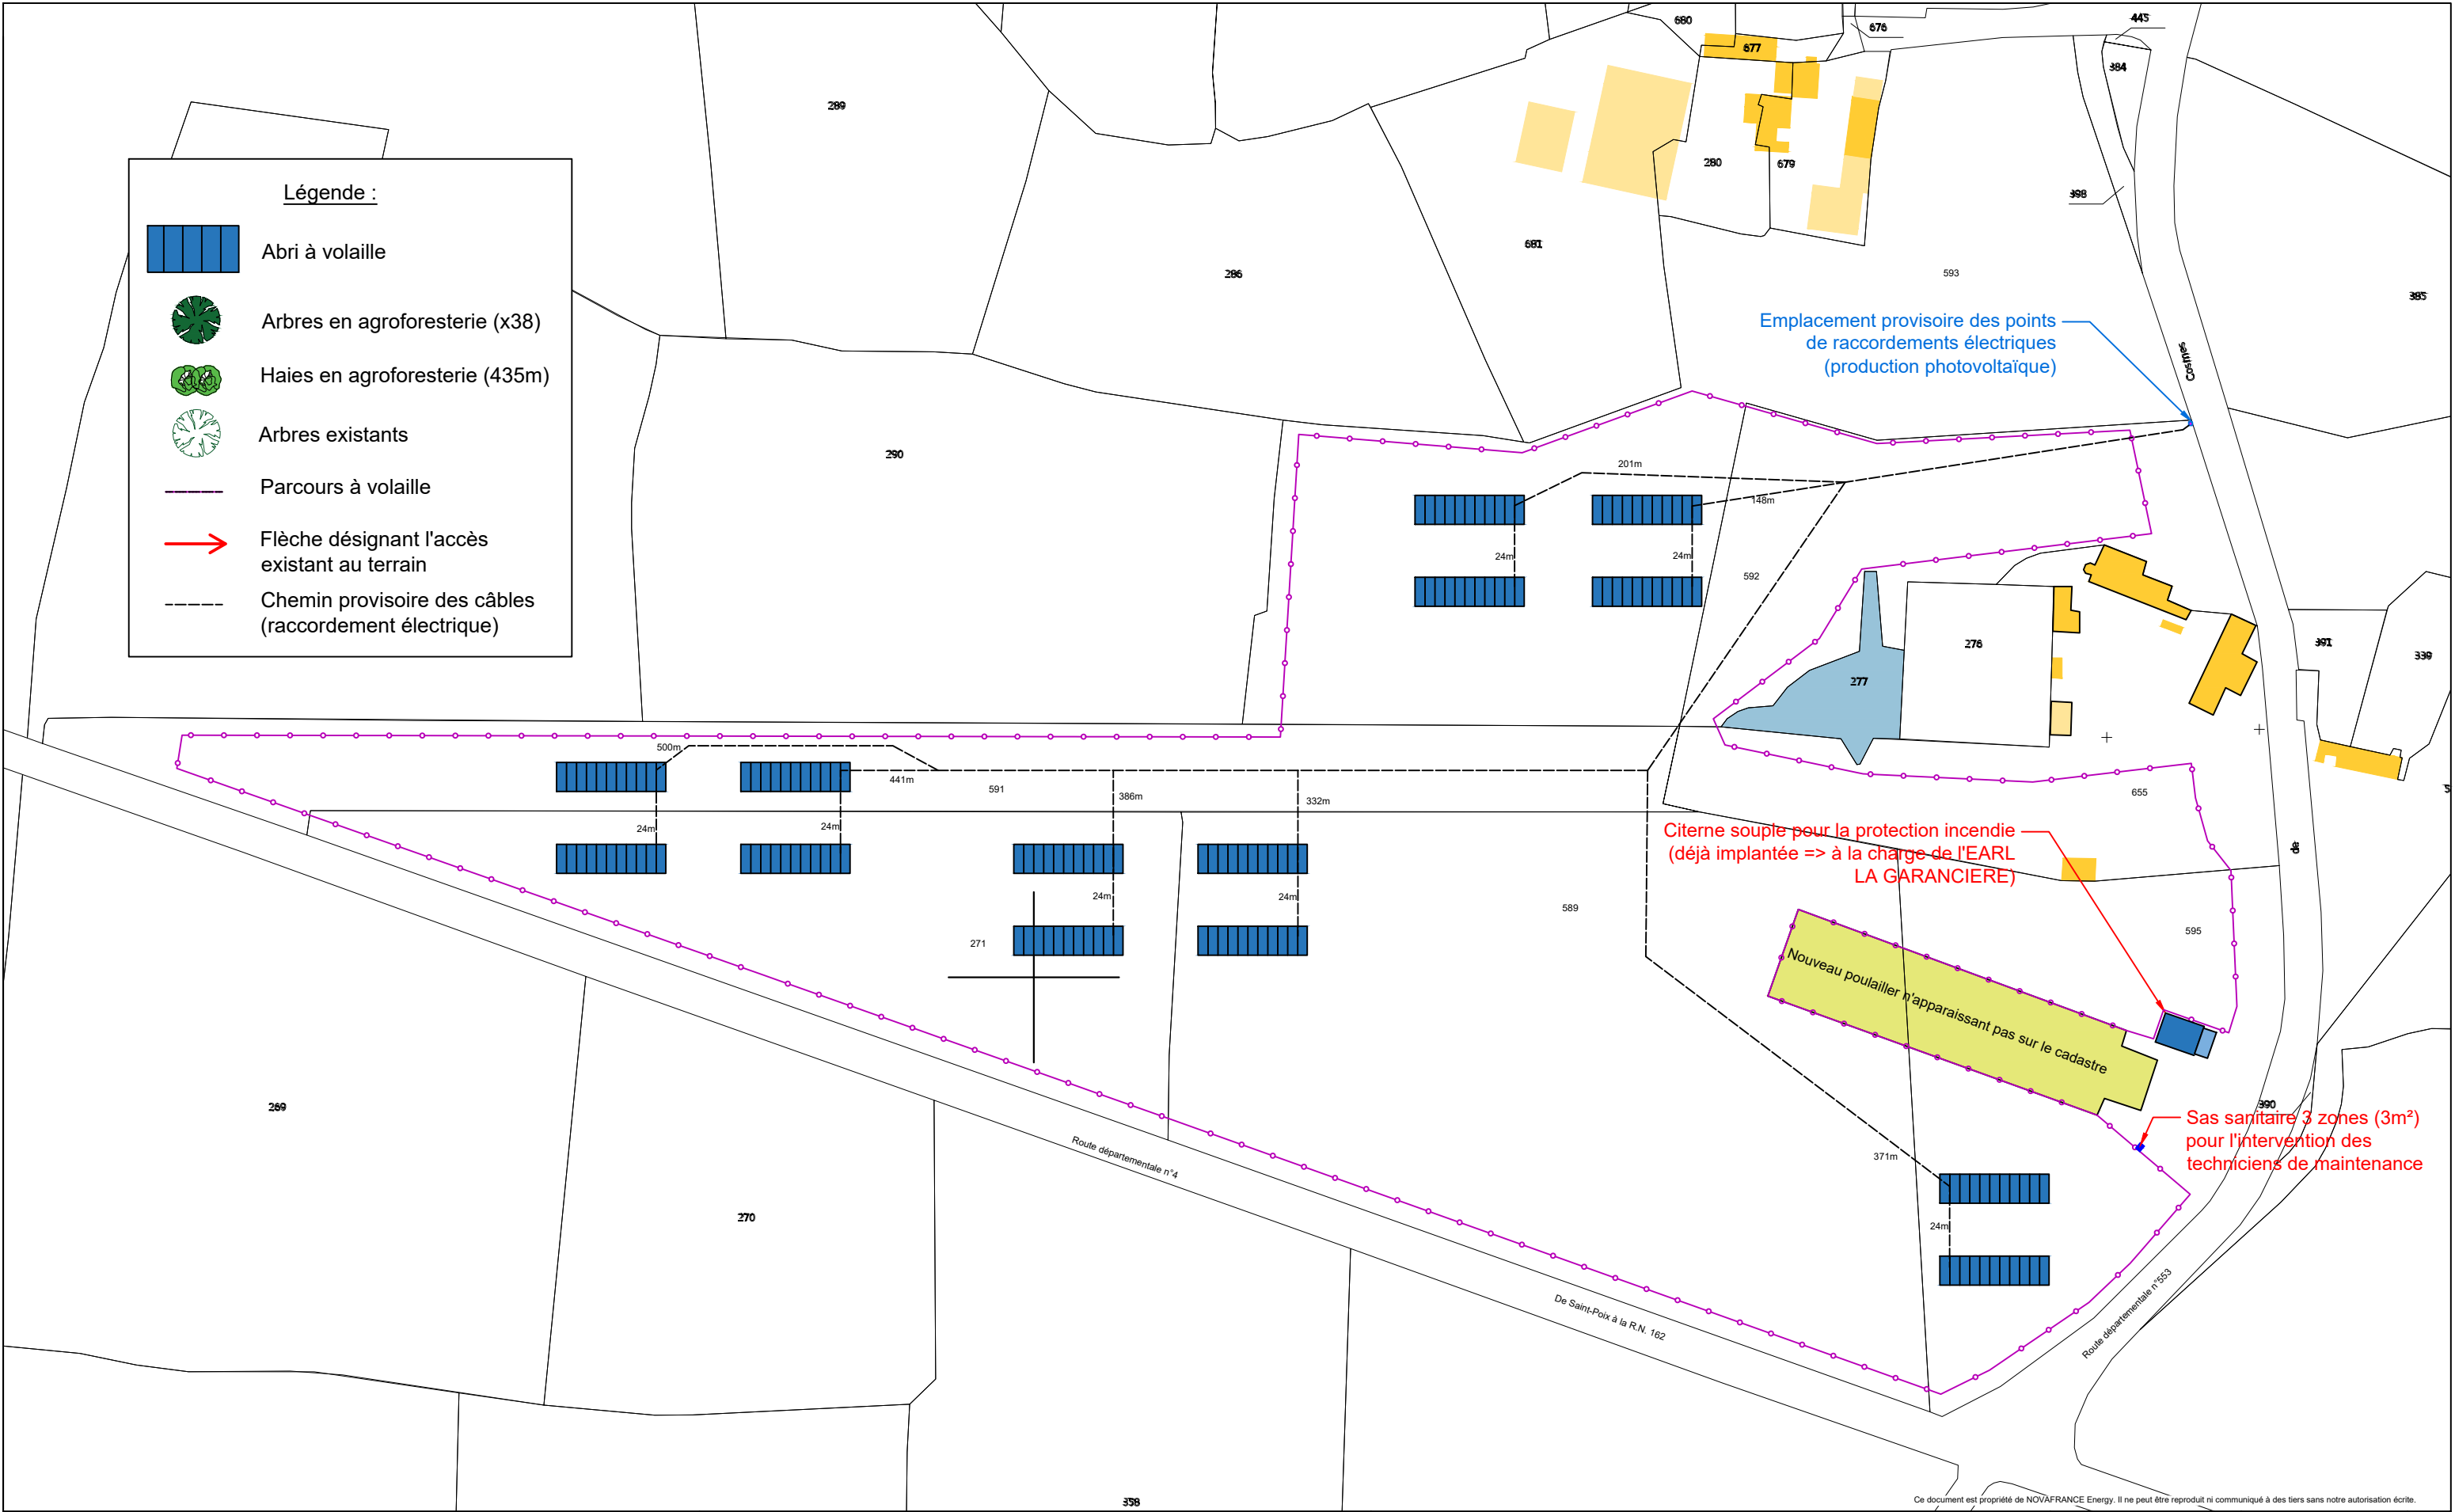 680
676
445
677
384
289
280
679
398
681
286
593
385
Légende :
Abri à volaille
Arbres en agroforesterie (x38)
Haies en agroforesterie (435m)
Arbres existants
Parcours à volaille
Flèche désignant l'accès
existant au terrain
Chemin provisoire des câbles
(raccordement électrique)
Emplacement provisoire des points
de raccordements électriques
(production photovoltaïque)
Cosmes
290
201m
148m
24m
24m
592
276
277
391
339
500m
441m
591
386m
332m
655
24m
24m
Citerne souple pour la protection incendie
(déjà implantée => à la charge de l'EARL
LA GARANCIERE)
de
24m
24m
589
271
595
Nouveau poulailler n'apparaissant pas sur le cadastre
269
390
Sas sanitaire 3 zones (3m²)
pour l'intervention des
techniciens de maintenance
Route départementale n°4
371m
270
24m
De Saint-Poix à la R.N. 162
Route départementale n°553
Ce document est propriété de NOVAFRANCE Energy. Il ne peut être reproduit ni communiqué à des tiers sans notre autorisation écrite.